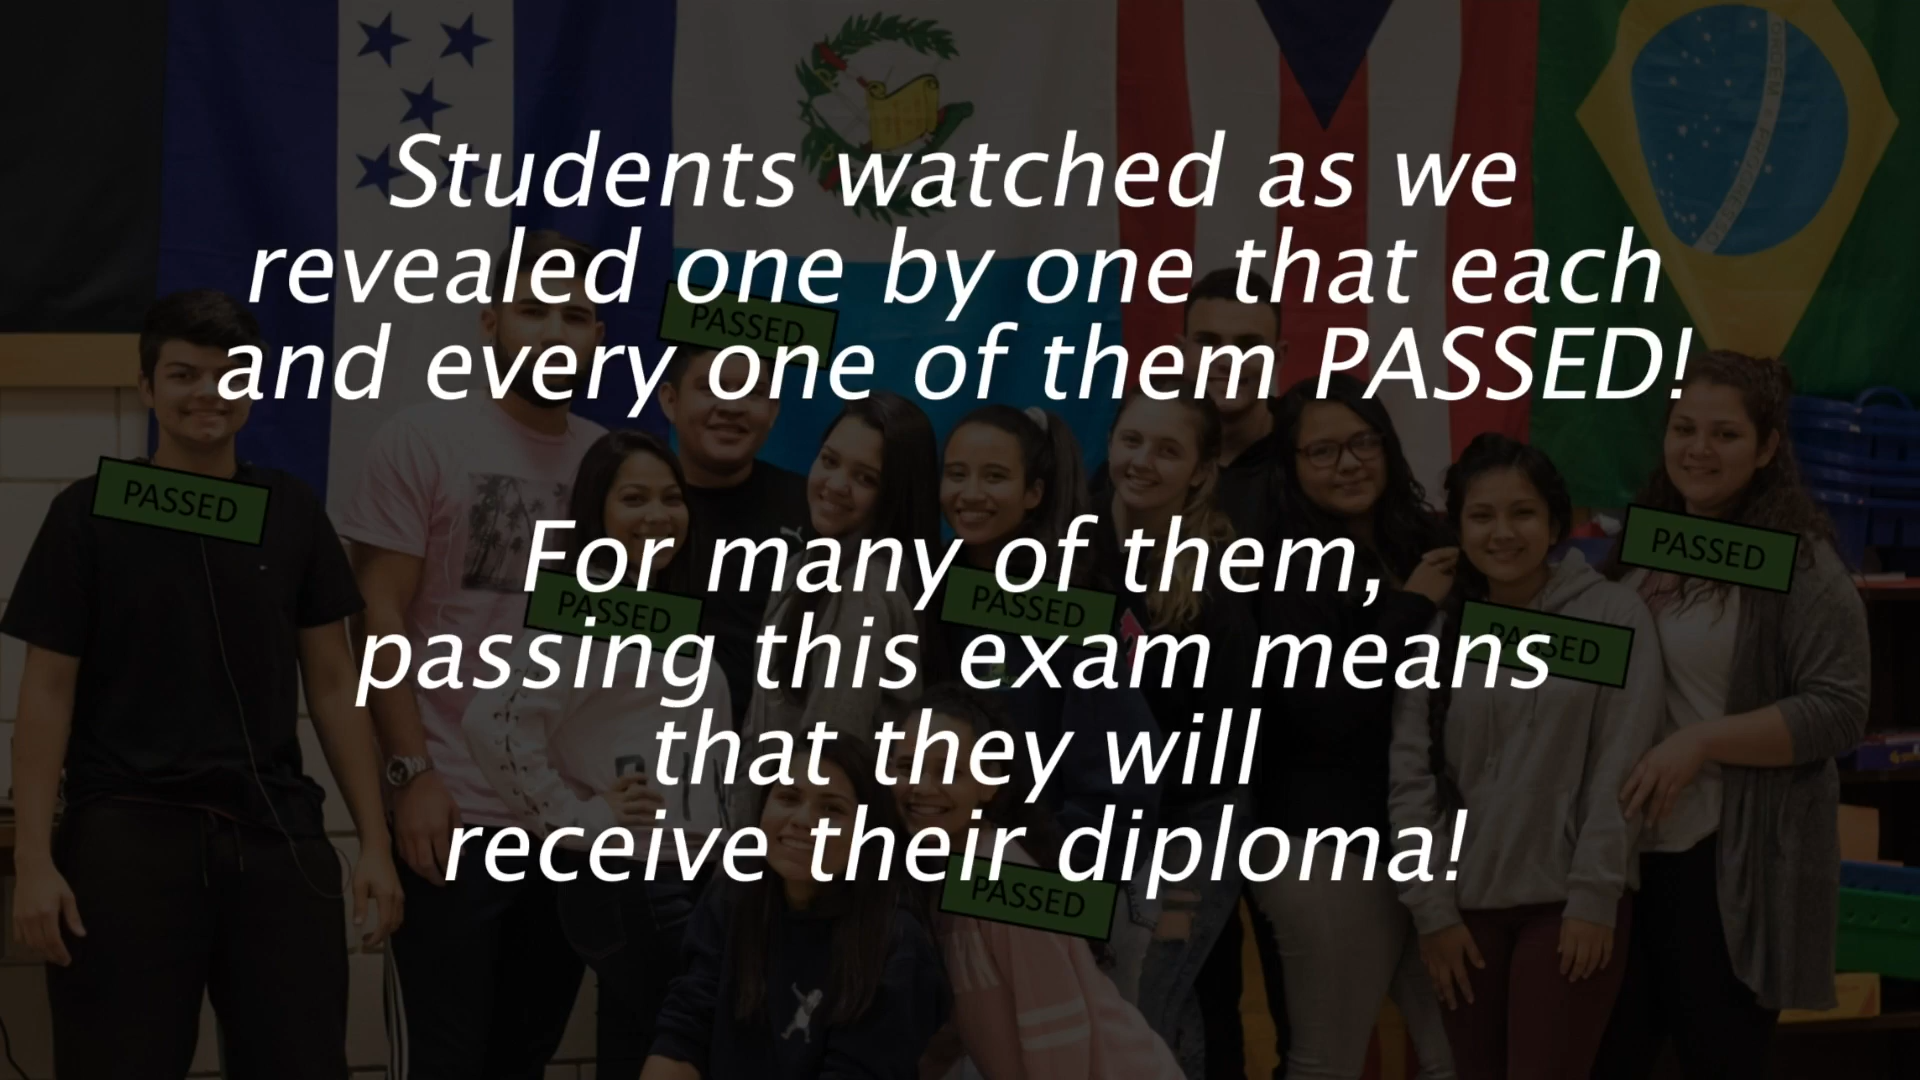 Students watched as we
revealed one by one that each
and every one of them PASSED!
For many of them,
passing this exam means
that they will
receive their diploma!
PASSED
PASSED
PASSED
PASSED
PASSED
PASSED
PASSED